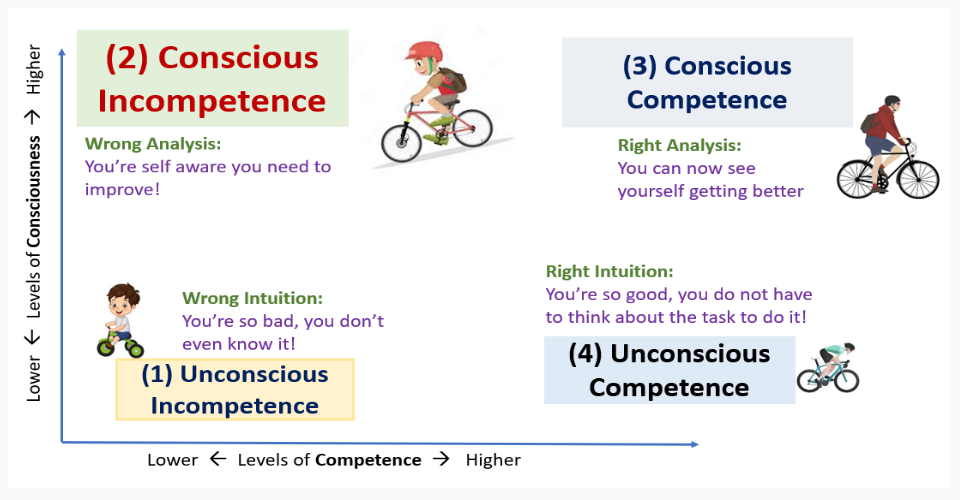 (2) Conscious
Incompetence
Wrong Analysis:
You're self aware you need to
improve!
(3) Conscious
Competence
Right Analysis:
You can now see
yourself getting better
Wrong Intuition:
You're so bad, you don't
even know it!
(1) Unconscious
Incompetence
Right Intuition:
You're so good, you do not have
to think about the task to do it!
(4) Unconscious
Competence
Lower ← Levels of Consciousness → Higher
Lower ← Levels of Competence → Higher